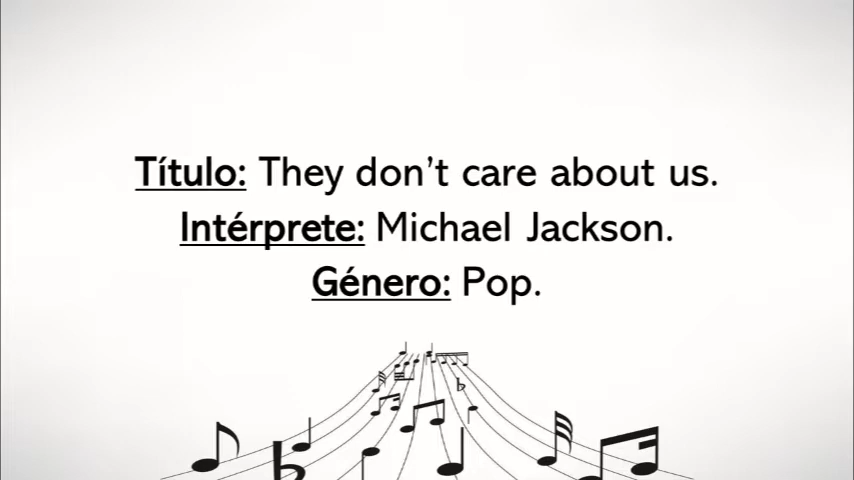 Título: They don’t care about us.
Intérprete: Michael Jackson.
Género: Pop.